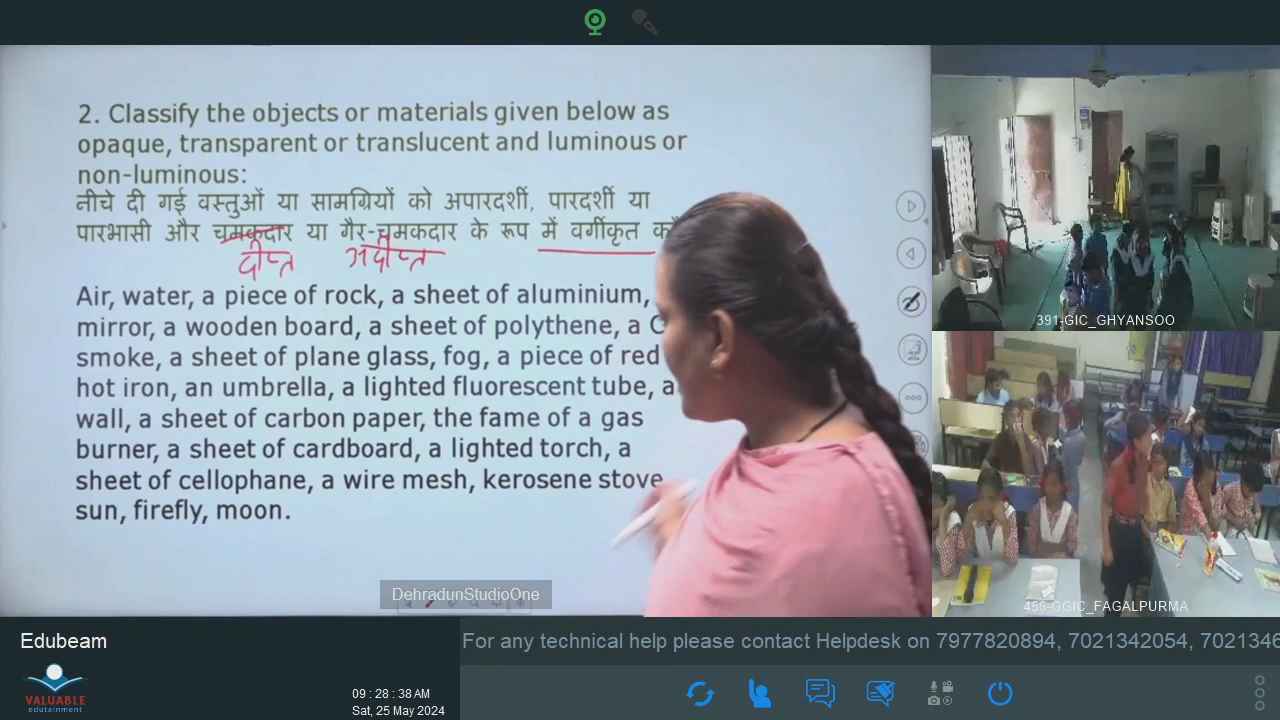 2. Classify the objects or materials given below as
opaque, transparent or translucent and luminous or
non-luminous:
नीचे दी गई वस्तुओं या सामग्रियों को अपारदर्शी, पारदर्शी या
पारभासी और चमकदार या गैर-चमकदार के रूप में वर्गीकृत
दीप्त अदीप्त
Air, water, a piece of rock, a sheet of aluminium,
mirror, a wooden board, a sheet of polythene, a
smoke, a sheet of plane glass, fog, a piece of red
hot iron, an umbrella, a lighted fluorescent tube, a
wall, a sheet of carbon paper, the fame of a gas
burner, a sheet of cardboard, a lighted torch, a
sheet of cellophane, a wire mesh, kerosene stove
sun, firefly, moon.
DehradunStudioOne
391-GIC_GHYANSOO
456-GGIC_FAGALPURMA
Edubeam
For any technical help please contact Helpdesk on 7977820894, 7021342054, 7021346
VALUABLE
edutainment
09 : 28 : 38 AM
Sat, 25 May 2024